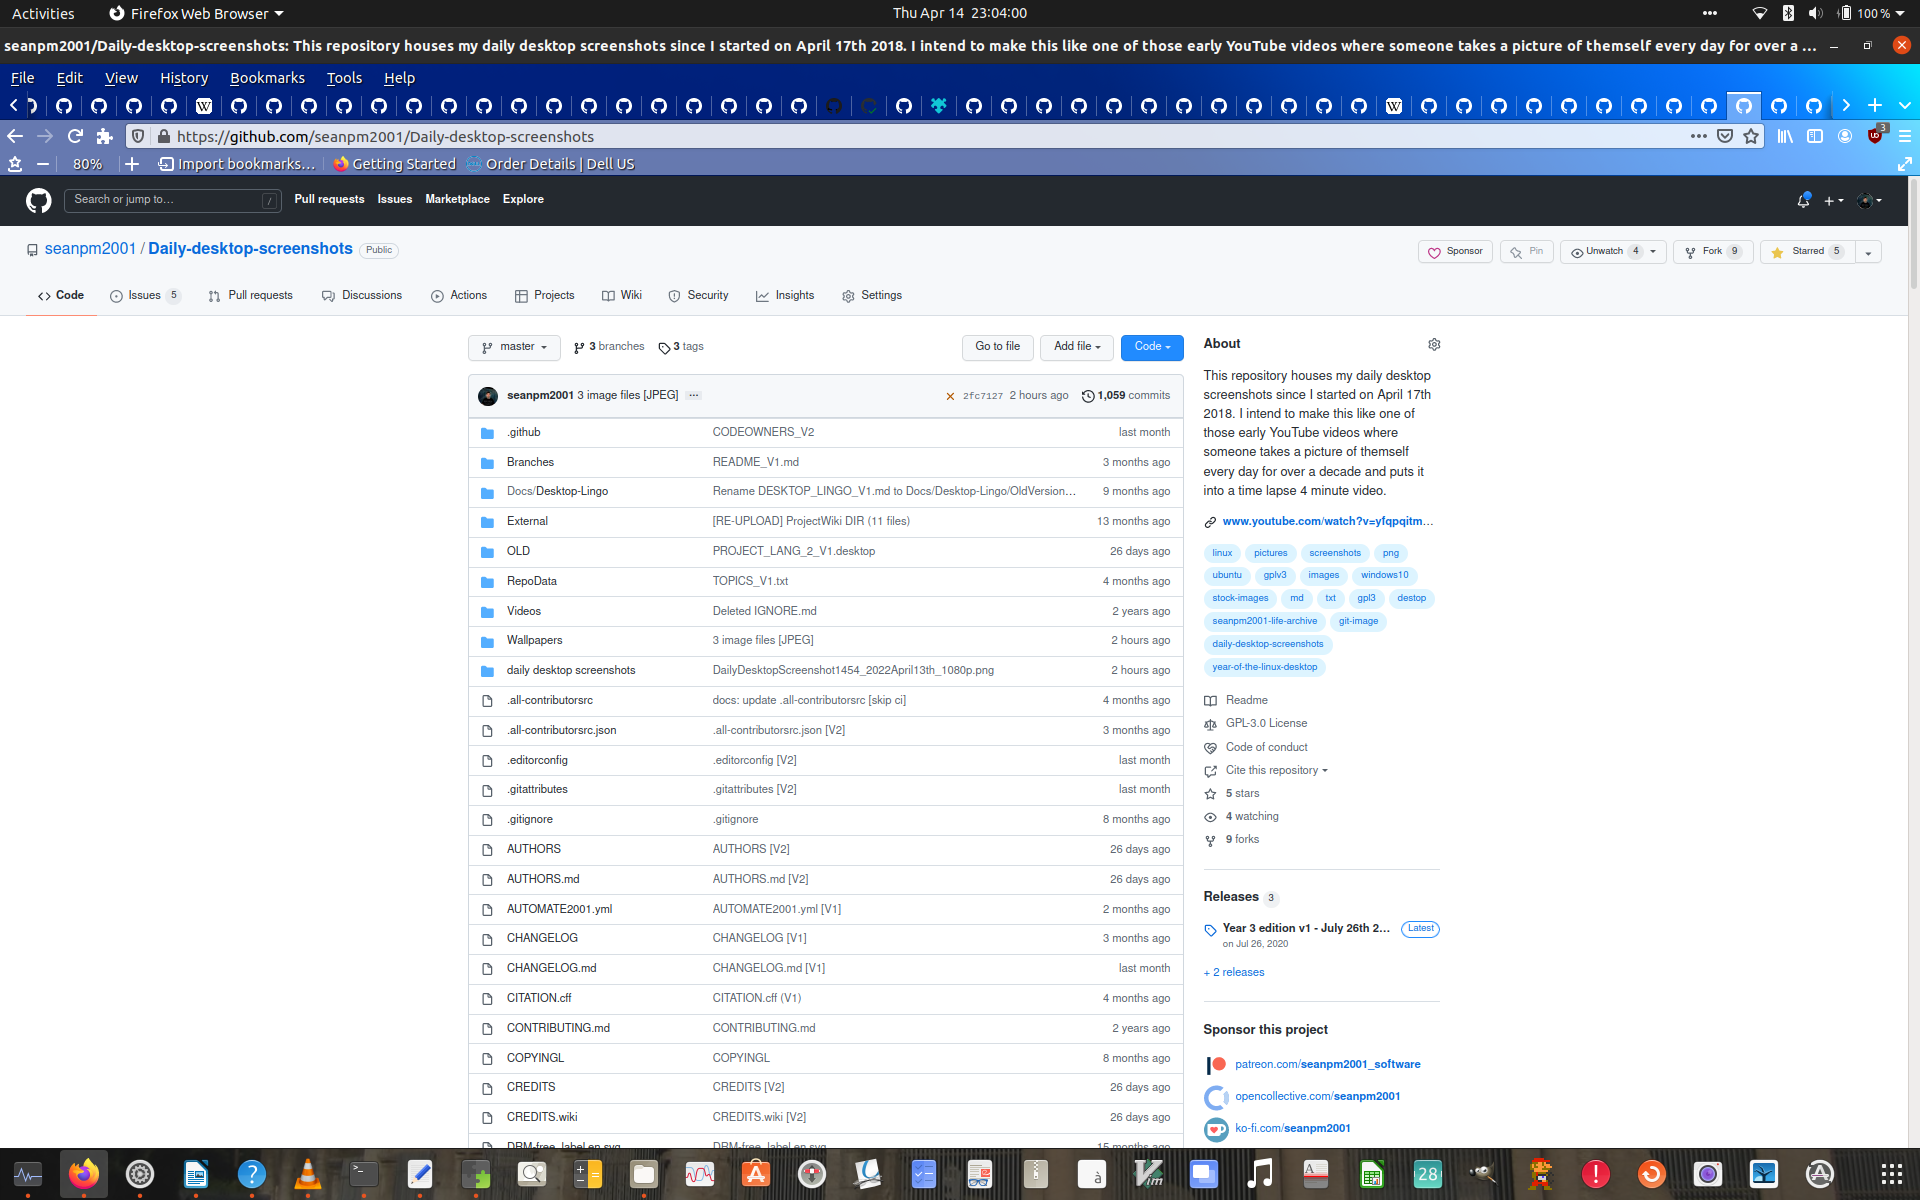 Activities Firefox Web Browser Thu Apr 14 23:04:00 100 %
seanpm2001/Daily-desktop-screenshots: This repository houses my daily desktop screenshots since I started on April 17th 2018. I intend to make this like one of those early YouTube videos where someone takes a picture of themself every day for over a ...
File Edit View History Bookmarks Tools Help
https://github.com/seanpm2001/Daily-desktop-screenshots 3
80% Import bookmarks... Getting Started Order Details | Dell US
Search or jump to... / Pull requests Issues Marketplace Explore
seanpm2001 / Daily-desktop-screenshots Public Sponsor Pin Unwatch 4 Fork 9 Starred 5
Code Issues 5 Pull requests Discussions Actions Projects Wiki Security Insights Settings
master 3 branches 3 tags Go to file Add file Code
seanpm2001 3 image files [JPEG] ... 2fc7127 2 hours ago 1,059 commits
.github CODEOWNERS_V2 last month
Branches README_V1.md 3 months ago
Docs/Desktop-Lingo Rename DESKTOP_LINGO_V1.md to Docs/Desktop-Lingo/OldVersion... 9 months ago
External [RE-UPLOAD] ProjectWiki DIR (11 files) 13 months ago
OLD PROJECT_LANG_2_V1.desktop 26 days ago
RepoData TOPICS_V1.txt 4 months ago
Videos Deleted IGNORE.md 2 years ago
Wallpapers 3 image files [JPEG] 2 hours ago
daily desktop screenshots DailyDesktopScreenshot1454_2022April13th_1080p.png 2 hours ago
.all-contributorsrc docs: update .all-contributorsrc [skip ci] 4 months ago
.all-contributorsrc.json .all-contributorsrc.json [V2] 3 months ago
.editorconfig .editorconfig [V2] last month
.gitattributes .gitattributes [V2] last month
.gitignore .gitignore 8 months ago
AUTHORS AUTHORS [V2] 26 days ago
AUTHORS.md AUTHORS.md [V2] 26 days ago
AUTOMATE2001.yml AUTOMATE2001.yml [V1] 2 months ago
CHANGELOG CHANGELOG [V1] 3 months ago
CHANGELOG.md CHANGELOG.md [V1] last month
CITATION.cff CITATION.cff (V1) 4 months ago
CONTRIBUTING.md CONTRIBUTING.md 2 years ago
COPYINGL COPYINGL 8 months ago
CREDITS CREDITS [V2] 26 days ago
CREDITS.wiki CREDITS.wiki [V2] 26 days ago
DRM-free_label.en.svg DRM-free_label.en.svg 15 months ago
About
This repository houses my daily desktop
screenshots since I started on April 17th
2018. I intend to make this like one of
those early YouTube videos where
someone takes a picture of themself
every day for over a decade and puts it
into a time lapse 4 minute video.
www.youtube.com/watch?v=yfqpqitm...
linux pictures screenshots png
ubuntu gplv3 images windows10
stock-images md txt gpl3 destop
seanpm2001-life-archive git-image
daily-desktop-screenshots
year-of-the-linux-desktop
Readme
GPL-3.0 License
Code of conduct
Cite this repository
5 stars
4 watching
9 forks
Releases 3
Year 3 edition v1 - July 26th 2... Latest
on Jul 26, 2020
+ 2 releases
Sponsor this project
patreon.com/seanpm2001_software
opencollective.com/seanpm2001
ko-fi.com/seanpm2001
28